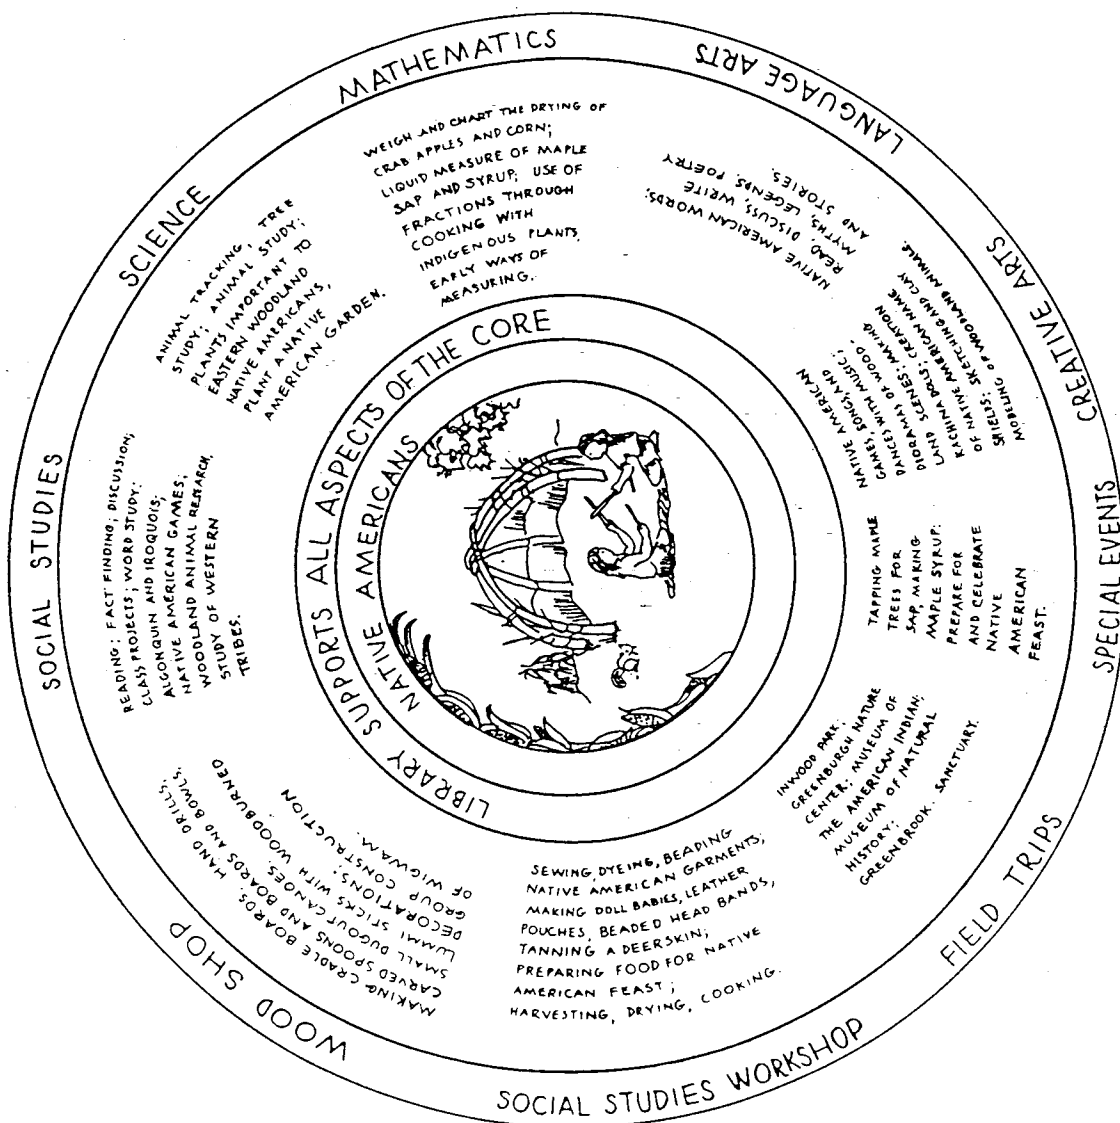 MATHEMATICS
WEIGH AND CHART THE DRYING OF
CRAB APPLES AND CORN;
LIQUID MEASURE OF MAPLE
SAP AND SYRUP; USE OF
FRACTIONS THROUGH
COOKING WITH
INDIGENOUS PLANTS,
EARLY WAYS OF
MEASURING.
LANGUAGE ARTS
NATIVE AMERICAN WORDS;
READ, DISCUSS, WRITE
MYTHS, LEGENDS, POETRY
AND STORIES.
CREATIVE ARTS
NATIVE AMERICAN
GAMES, SONGS, AND
DANCES WITH MUSIC;
DIORAMAS OF WOOD-
LAND SCENES; MAKING
KACHINA DOLLS; CREATION
OF NATIVE AMERICAN NAME
SHIELDS; SKETCHING AND CLAY
MODELING OF WOODLAND ANIMALS.
SPECIAL EVENTS
TAPPING MAPLE
TREES FOR
SAP, MAKING
MAPLE SYRUP;
PREPARE FOR
AND CELEBRATE
NATIVE
AMERICAN
FEAST.
FIELD TRIPS
INWOOD PARK;
GREENBURGH NATURE
CENTER; MUSEUM OF
THE AMERICAN INDIAN;
MUSEUM OF NATURAL
HISTORY;
GREENBROOK SANCTUARY.
SOCIAL STUDIES WORKSHOP
SEWING, DYEING, BEADING
NATIVE AMERICAN GARMENTS;
MAKING DOLL BABIES, LEATHER
POUCHES, BEADED HEAD BANDS,
TANNING A DEERSKIN;
PREPARING FOOD FOR NATIVE
AMERICAN FEAST;
HARVESTING, DRYING, COOKING.
WOOD SHOP
MAKING CRADLE BOARDS, HAND DRILLS,
CARVED SPOONS AND BOARDS AND BOWLS,
SMALL DUGOUT CANOES,
LUMMI STICKS WITH WOODBURNED
DECORATIONS;
GROUP CONSTRUCTION
OF WIGWAM.
SOCIAL STUDIES
READING; FACT FINDING; DISCUSSION;
CLASS PROJECTS; WORD STUDY;
ALGONQUIN AND IROQUOIS;
NATIVE AMERICAN GAMES;
WOODLAND ANIMAL RESEARCH,
STUDY OF WESTERN
TRIBES.
SCIENCE
ANIMAL TRACKING, TREE
STUDY; ANIMAL STUDY;
PLANTS IMPORTANT TO
EASTERN WOODLAND
NATIVE AMERICANS,
PLANT A NATIVE
AMERICAN GARDEN.
LIBRARY SUPPORTS ALL ASPECTS OF THE CORE
NATIVE AMERICANS